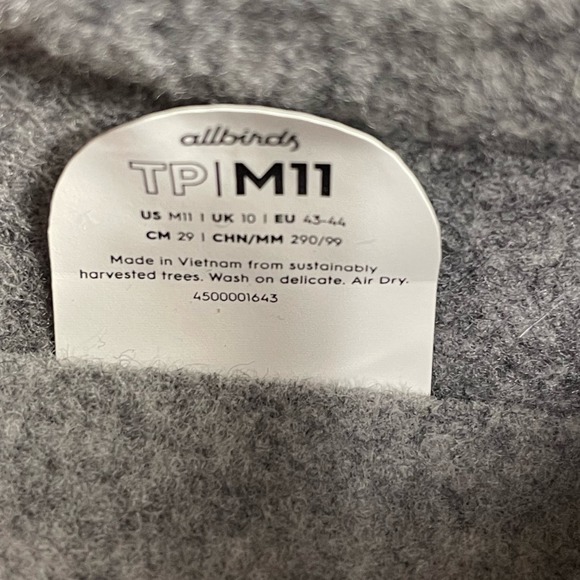 allbirds
TP|M11
US M11 | UK 10 | EU 43-44
CM 29 | CHN/MM 290/99
Made in Vietnam from sustainably
harvested trees. Wash on delicate. Air Dry.
4500001643